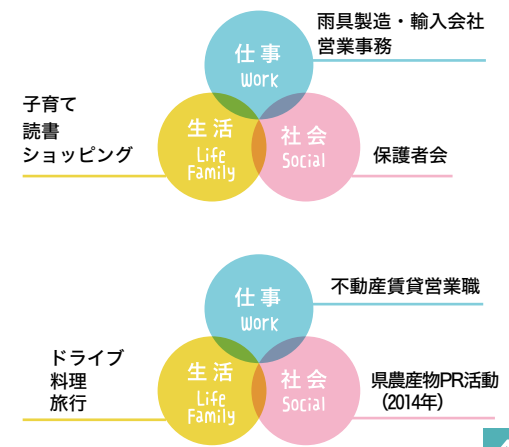 雨具製造・輸入会社
営業事務
仕事
Work
子育て
読書
ショッピング
生活
Life
Family
社会
Social
保護者会
不動産賃貸営業職
仕事
Work
ドライブ
料理
旅行
生活
Life
Family
社会
Social
県農産物PR活動
（2014年）